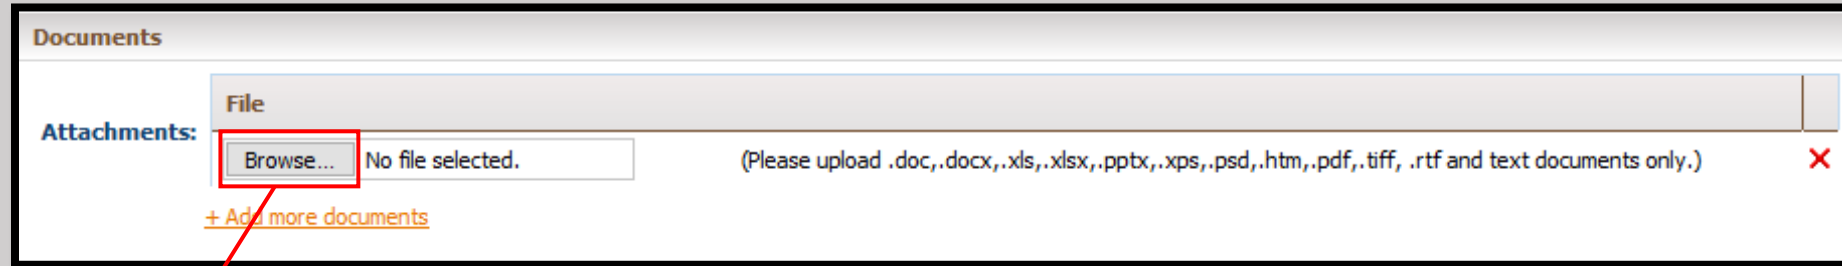 Documents
File
Attachments:
Browse... No file selected. (Please upload .doc,.docx,.xls,.xlsx,.pptx,.xps,.psd,.htm,.pdf,.tiff, .rtf and text documents only.)
+ Add more documents